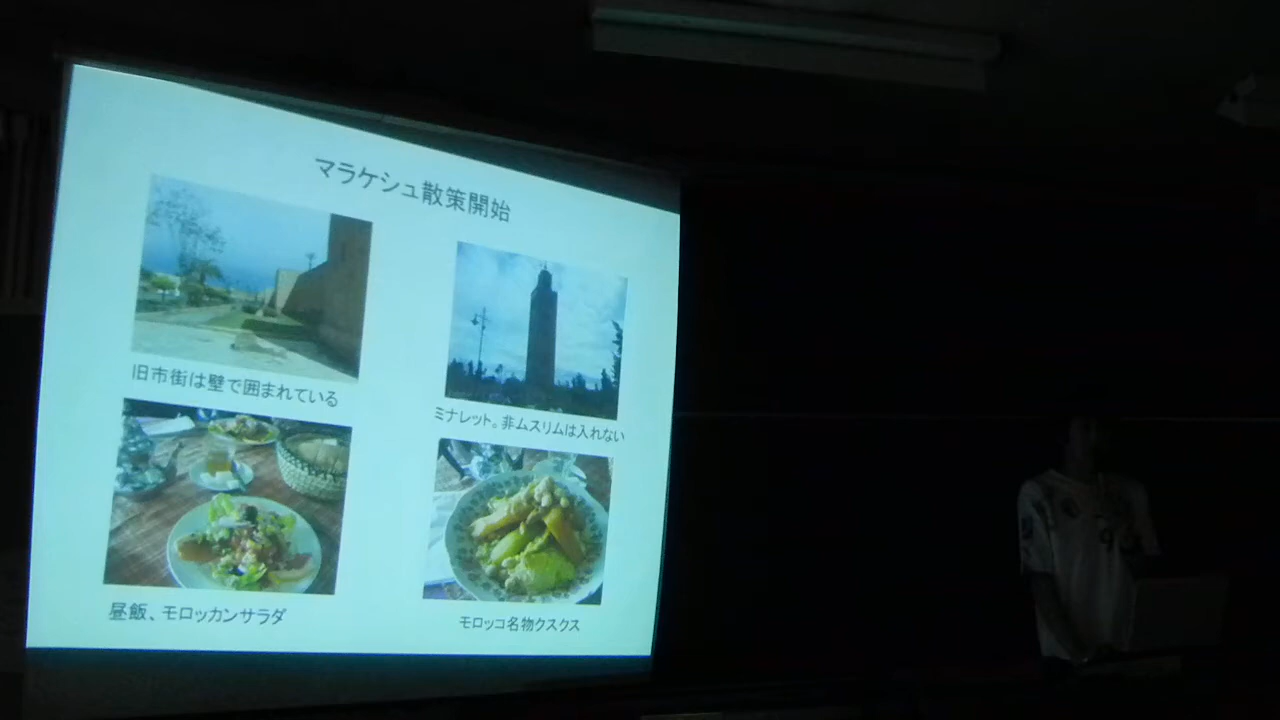 マラケシュ散策開始
旧市街は壁で囲まれている
ミナレット。非ムスリムは入れない
昼飯、モロッカンサラダ
モロッコ名物クスクス
9